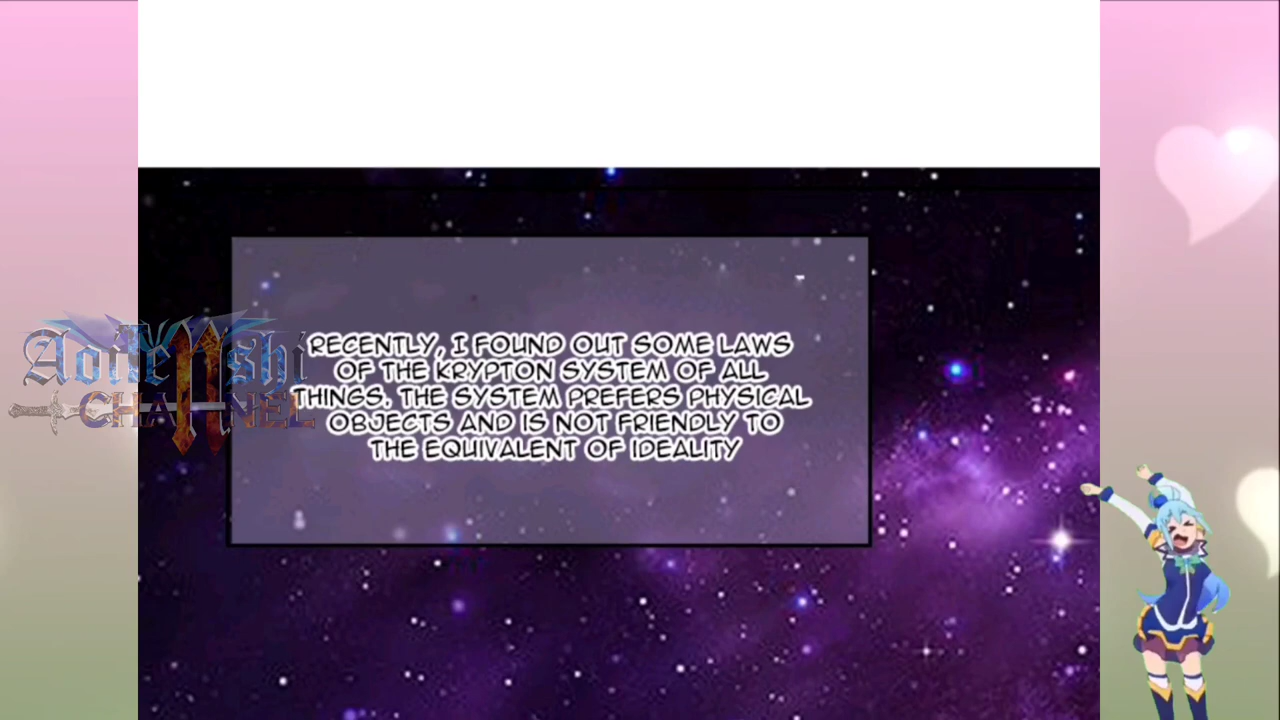 RECENTLY, I FOUND OUT SOME LAWS
OF THE KRYPTON SYSTEM OF ALL
THINGS. THE SYSTEM PREFERS PHYSICAL
OBJECTS AND IS NOT FRIENDLY TO
THE EQUIVALENT OF IDEALITY
CHANNEL